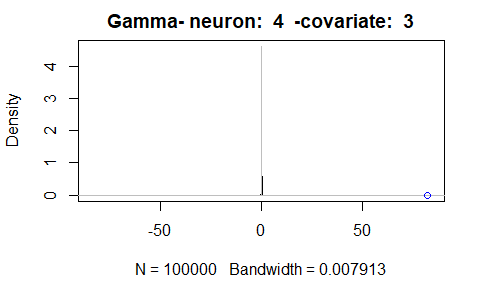 Gamma- neuron:  4  -covariate:  3
Density
4
3
2
1
0
-50 0 50
N = 100000   Bandwidth = 0.007913